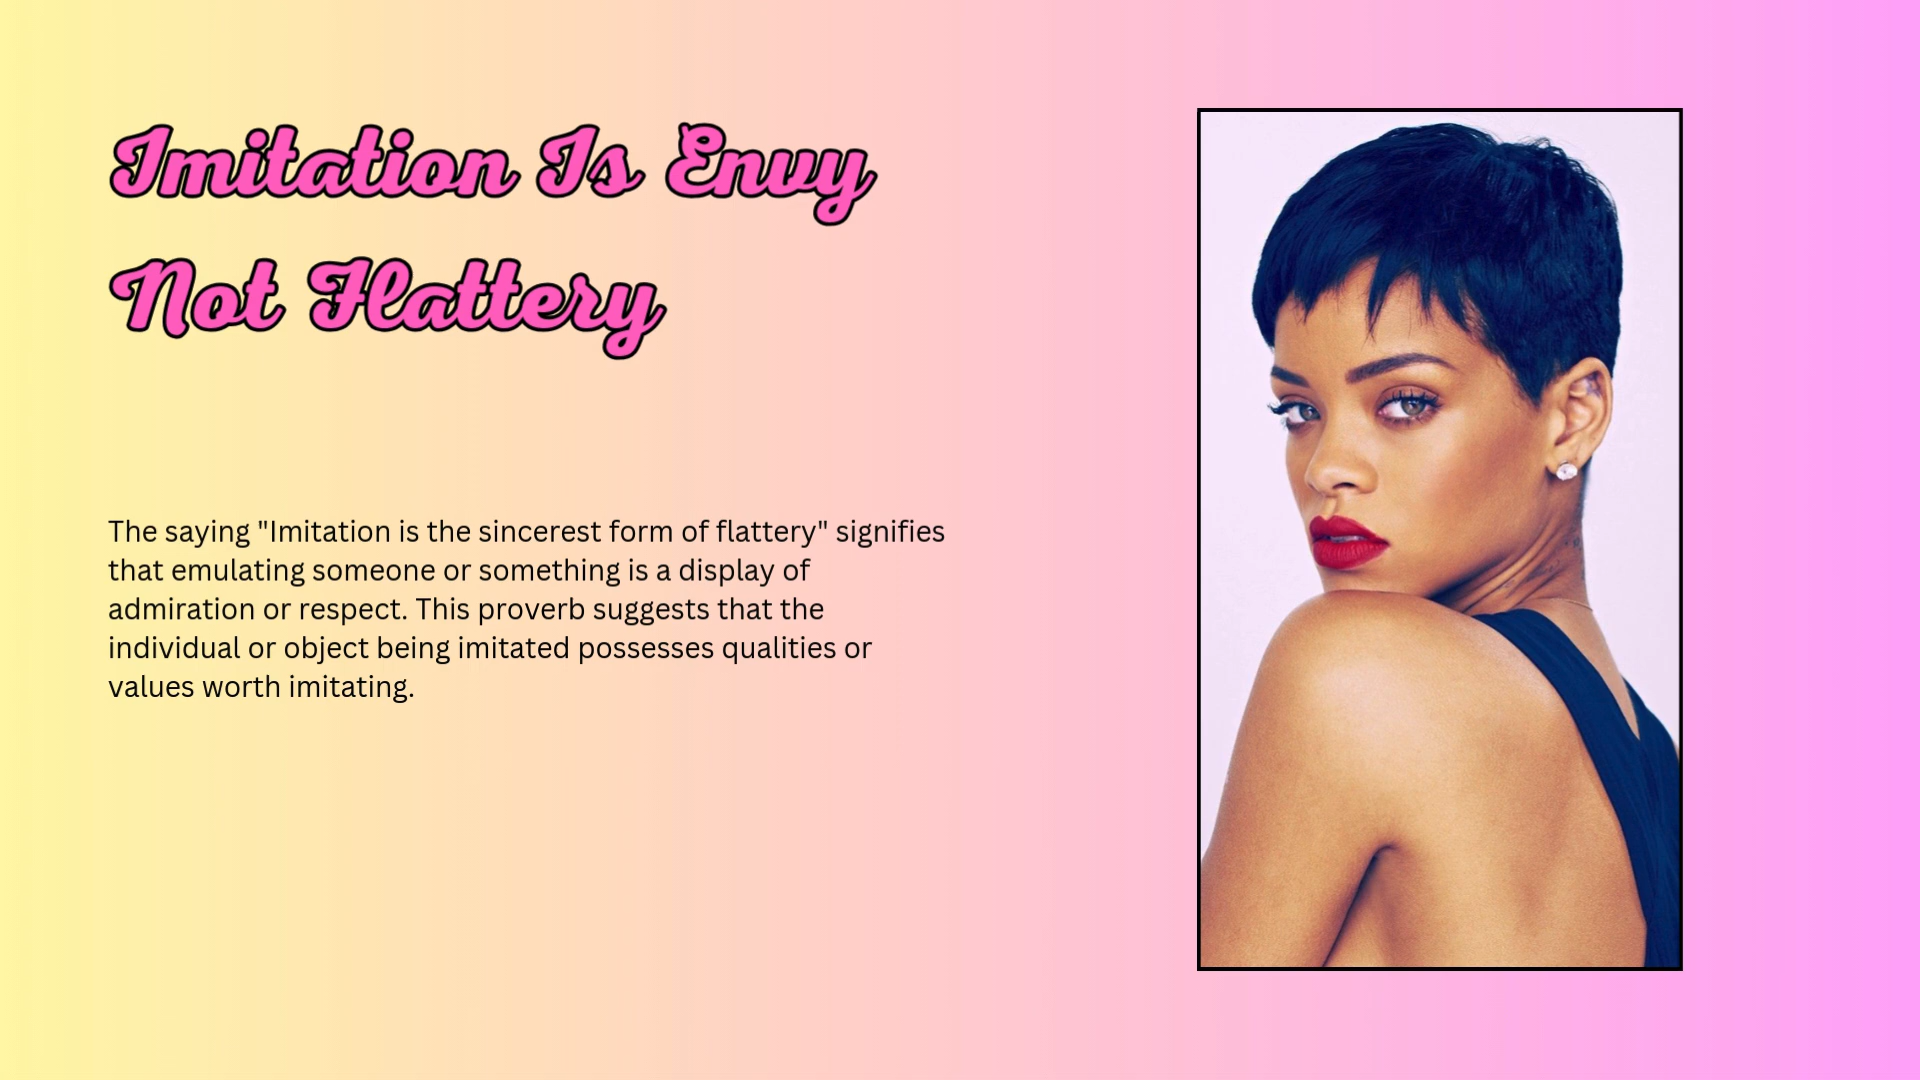 Imitation Is Envy
Not Flattery
The saying "Imitation is the sincerest form of flattery" signifies
that emulating someone or something is a display of
admiration or respect. This proverb suggests that the
individual or object being imitated possesses qualities or
values worth imitating.